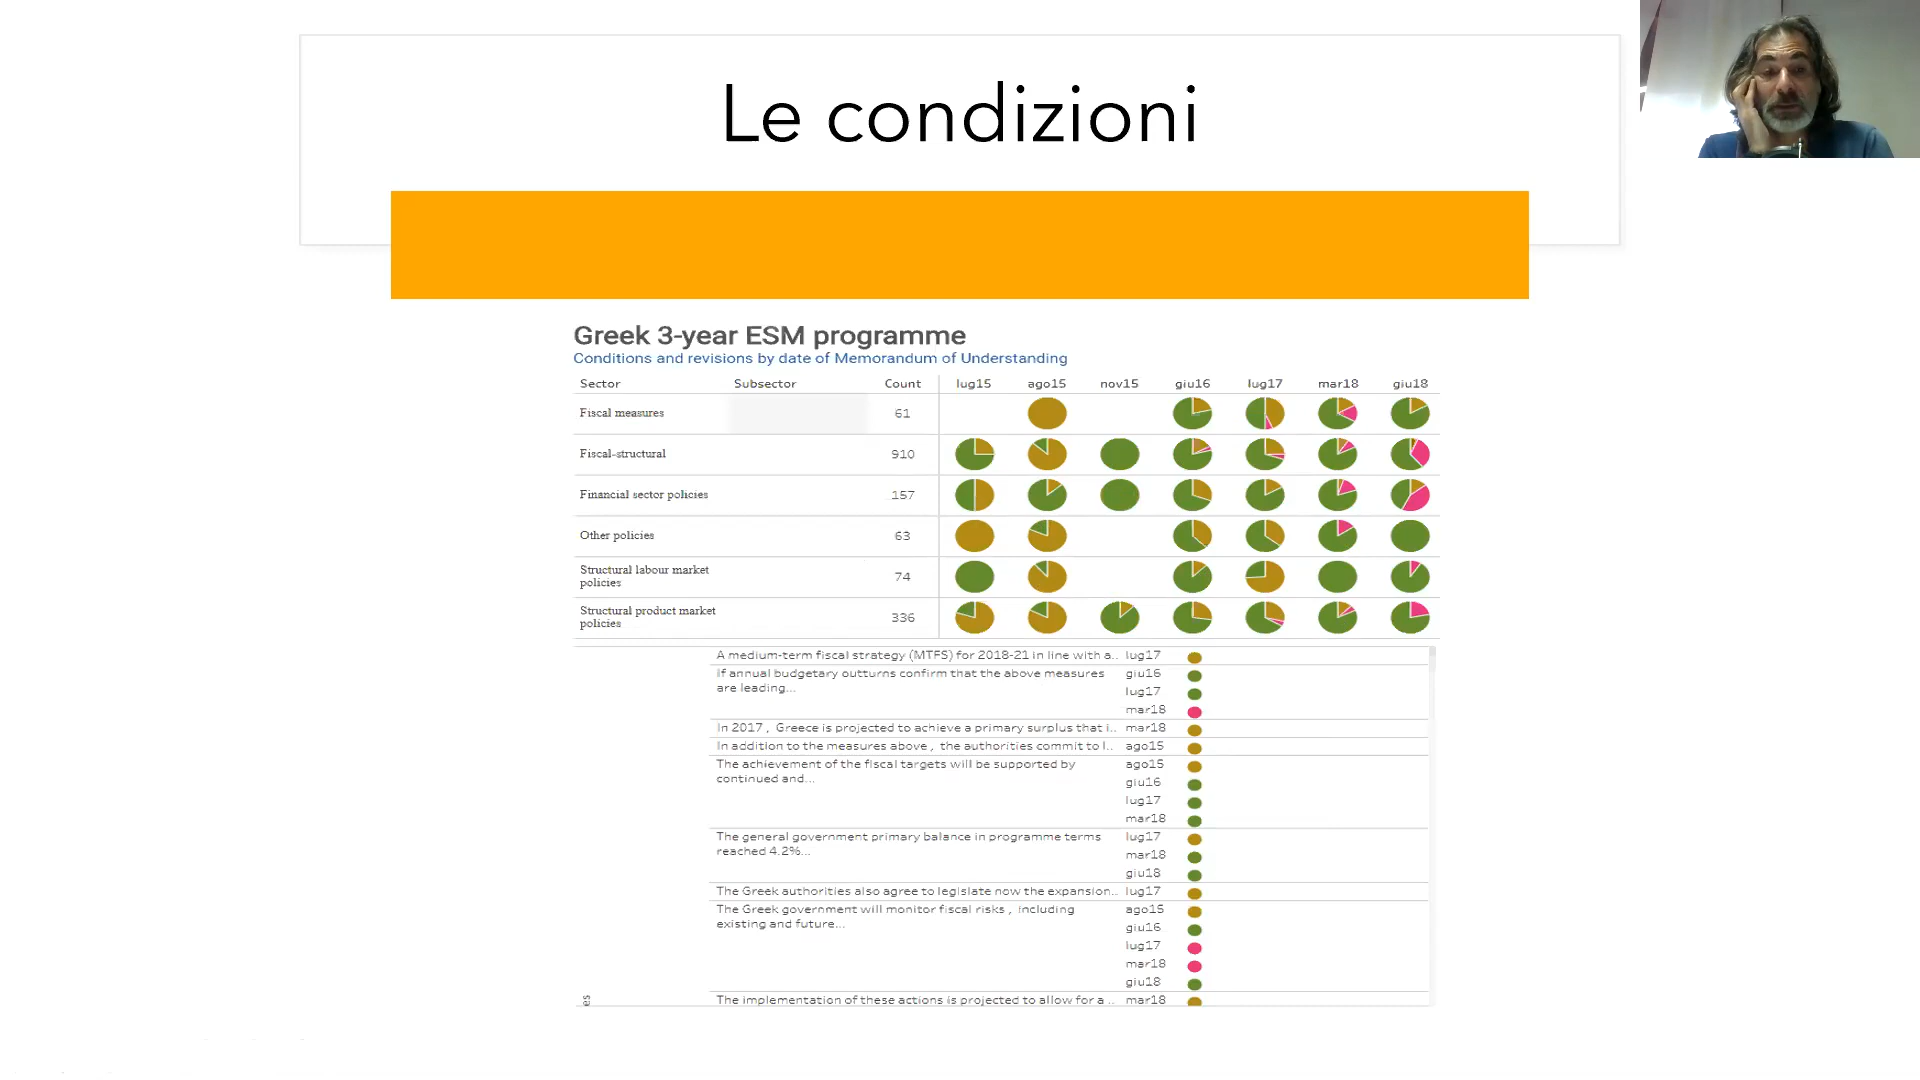 Le condizioni
Greek 3-year ESM programme
Conditions and revisions by date of Memorandum of Understanding
Sector Subsector Count lug15 ago15 nov15 giu16 lug17 mar18 giu18
Fiscal measures 61
Fiscal-structural 910
Financial sector policies 157
Other policies 63
Structural labour market
policies 74
Structural product market
policies 336
A medium-term fiscal strategy (MTFS) for 2018-21 in line with a.. lug17
If annual budgetary outturns confirm that the above measures giu16
are leading...
lug17
mar18
In 2017 , Greece is projected to achieve a primary surplus that i.. mar18
In addition to the measures above , the authorities commit to l.. ago15
The achievement of the fiscal targets will be supported by ago15
continued and...
giu16
lug17
mar18
The general government primary balance in programme terms lug17
reached 4.2%...
mar18
giu18
The Greek authorities also agree to legislate now the expansion.. lug17
The Greek government will monitor fiscal risks , including ago15
existing and future...
giu16
lug17
mar18
giu18
The implementation of these actions is projected to allow for a .. mar18
es